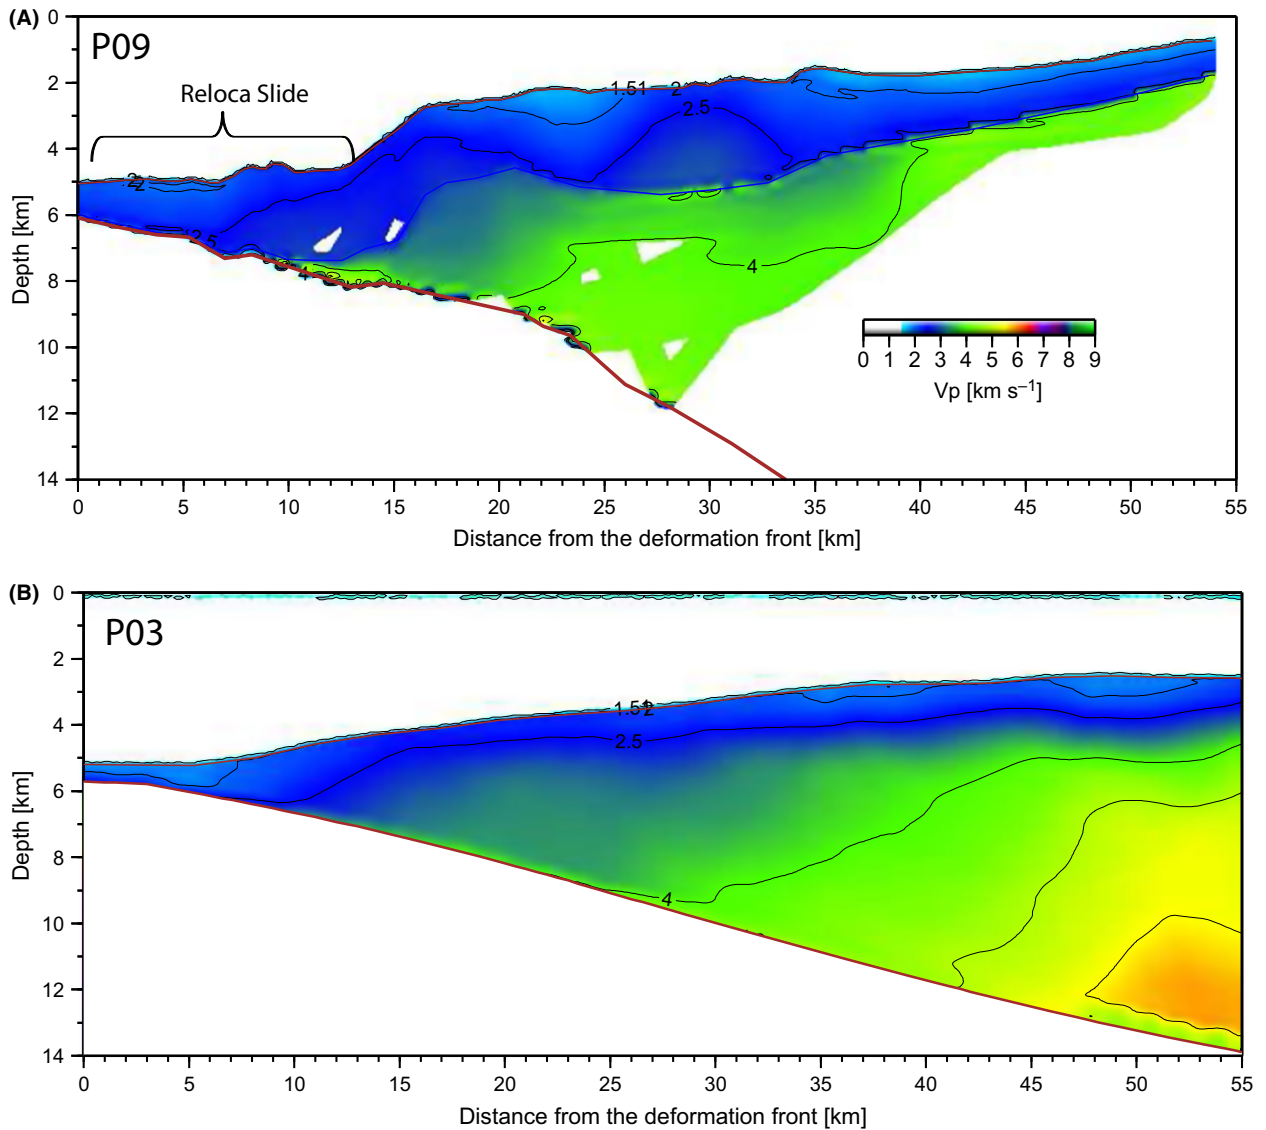 (A)
P09
Reloca Slide
0
2
4
6
8
10
12
14
Depth [km]
1.51 2
2.5
2
2
2.5
4
4
0 1 2 3 4 5 6 7 8 9
Vp [km s–1]
0 5 10 15 20 25 30 35 40 45 50 55
Distance from the deformation front [km]
(B)
P03
0
2
4
6
8
10
12
14
Depth [km]
1.51 2
2.5
4
0 5 10 15 20 25 30 35 40 45 50 55
Distance from the deformation front [km]